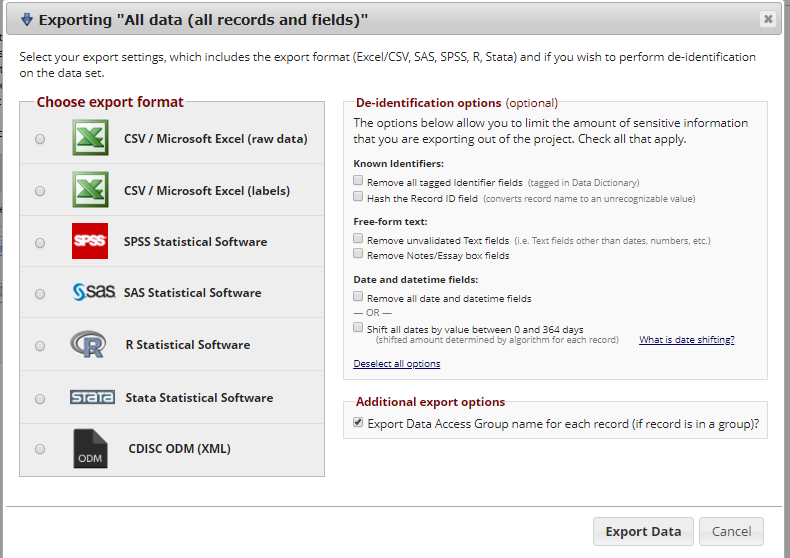 Exporting "All data (all records and fields)"
Select your export settings, which includes the export format (Excel/CSV, SAS, SPSS, R, Stata) and if you wish to perform de-identification
on the data set.
Choose export format
CSV / Microsoft Excel (raw data)
CSV / Microsoft Excel (labels)
SPSS
SPSS Statistical Software
sas
SAS Statistical Software
R
R Statistical Software
STATA
Stata Statistical Software
ODM
CDISC ODM (XML)
De-identification options (optional)
The options below allow you to limit the amount of sensitive information
that you are exporting out of the project. Check all that apply.
Known Identifiers:
Remove all tagged Identifier fields (tagged in Data Dictionary)
Hash the Record ID field (converts record name to an unrecognizable value)
Free-form text:
Remove unvalidated Text fields (i.e. Text fields other than dates, numbers, etc.)
Remove Notes/Essay box fields
Date and datetime fields:
Remove all date and datetime fields
— OR —
Shift all dates by value between 0 and 364 days
(shifted amount determined by algorithm for each record) What is date shifting?
Deselect all options
Additional export options
Export Data Access Group name for each record (if record is in a group)?
Export Data Cancel